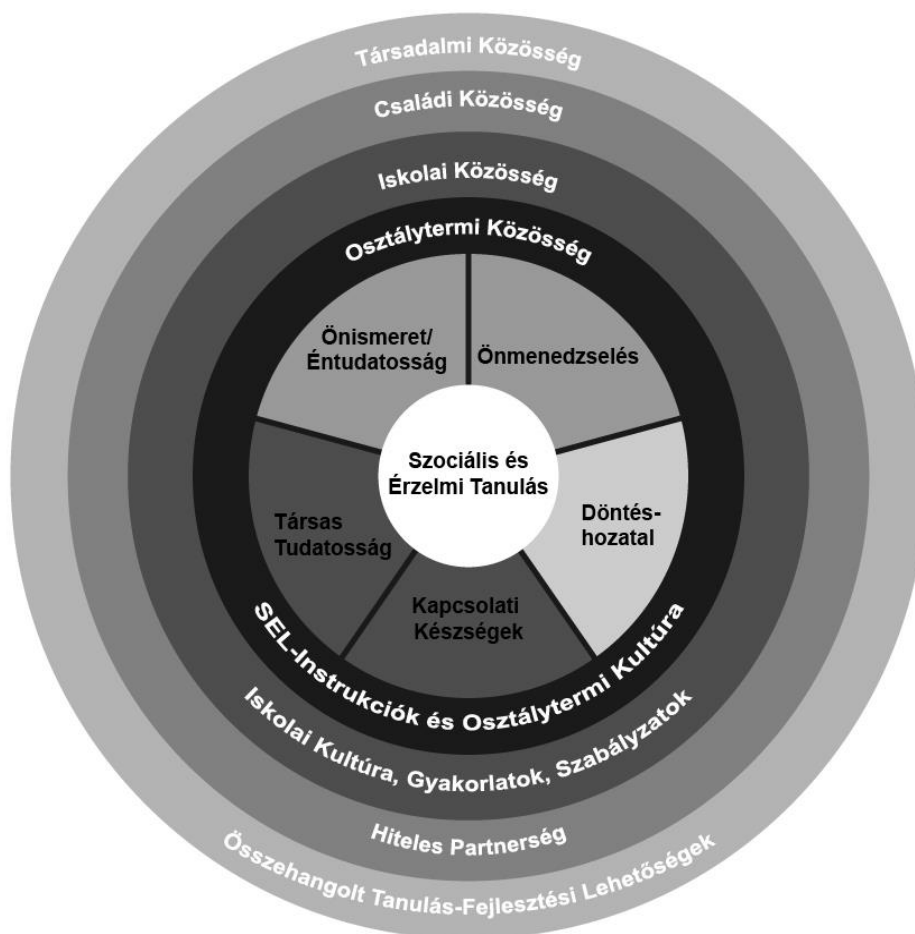 Társadalmi Közösség
Családi Közösség
Iskolai Közösség
Osztálytermi Közösség
Önismeret/
Éntudatosság
Önmenedzselés
Szociális és
Érzelmi Tanulás
Társas
Tudatosság
Döntés-
hozatal
Kapcsolati
Készségek
SEL-Instrukciók és Osztálytermi Kultúra
Iskolai Kultúra, Gyakorlatok, Szabályzatok
Hiteles Partnerség
Összehangolt Tanulás-Fejlesztési Lehetőségek